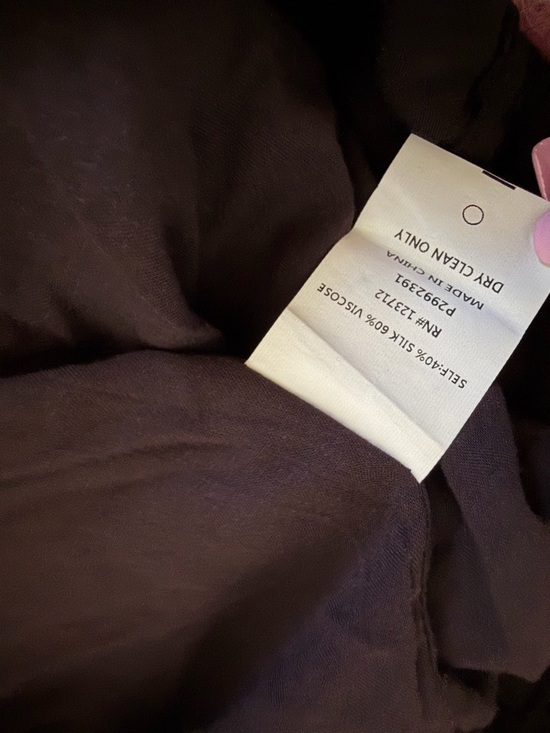 SELF:40% SILK 60% VISCOSE
RN# 123712
P2992391
MADE IN CHINA
DRY CLEAN ONLY